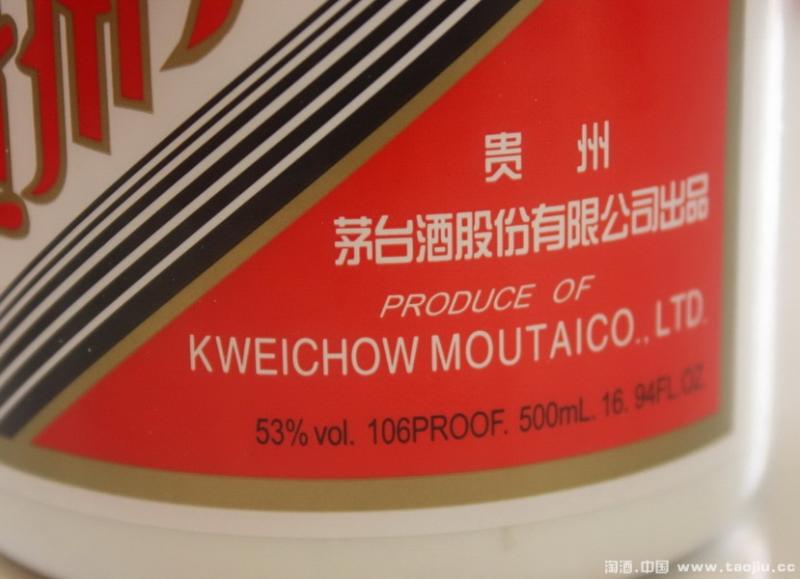 贵州
茅台酒股份有限公司出品
PRODUCE OF
KWEICHOW MOUTAICO., LTD.
53% vol. 106PROOF. 500mL. 16. 94FL.OZ.
淘酒.中国 www.taojiu.cc